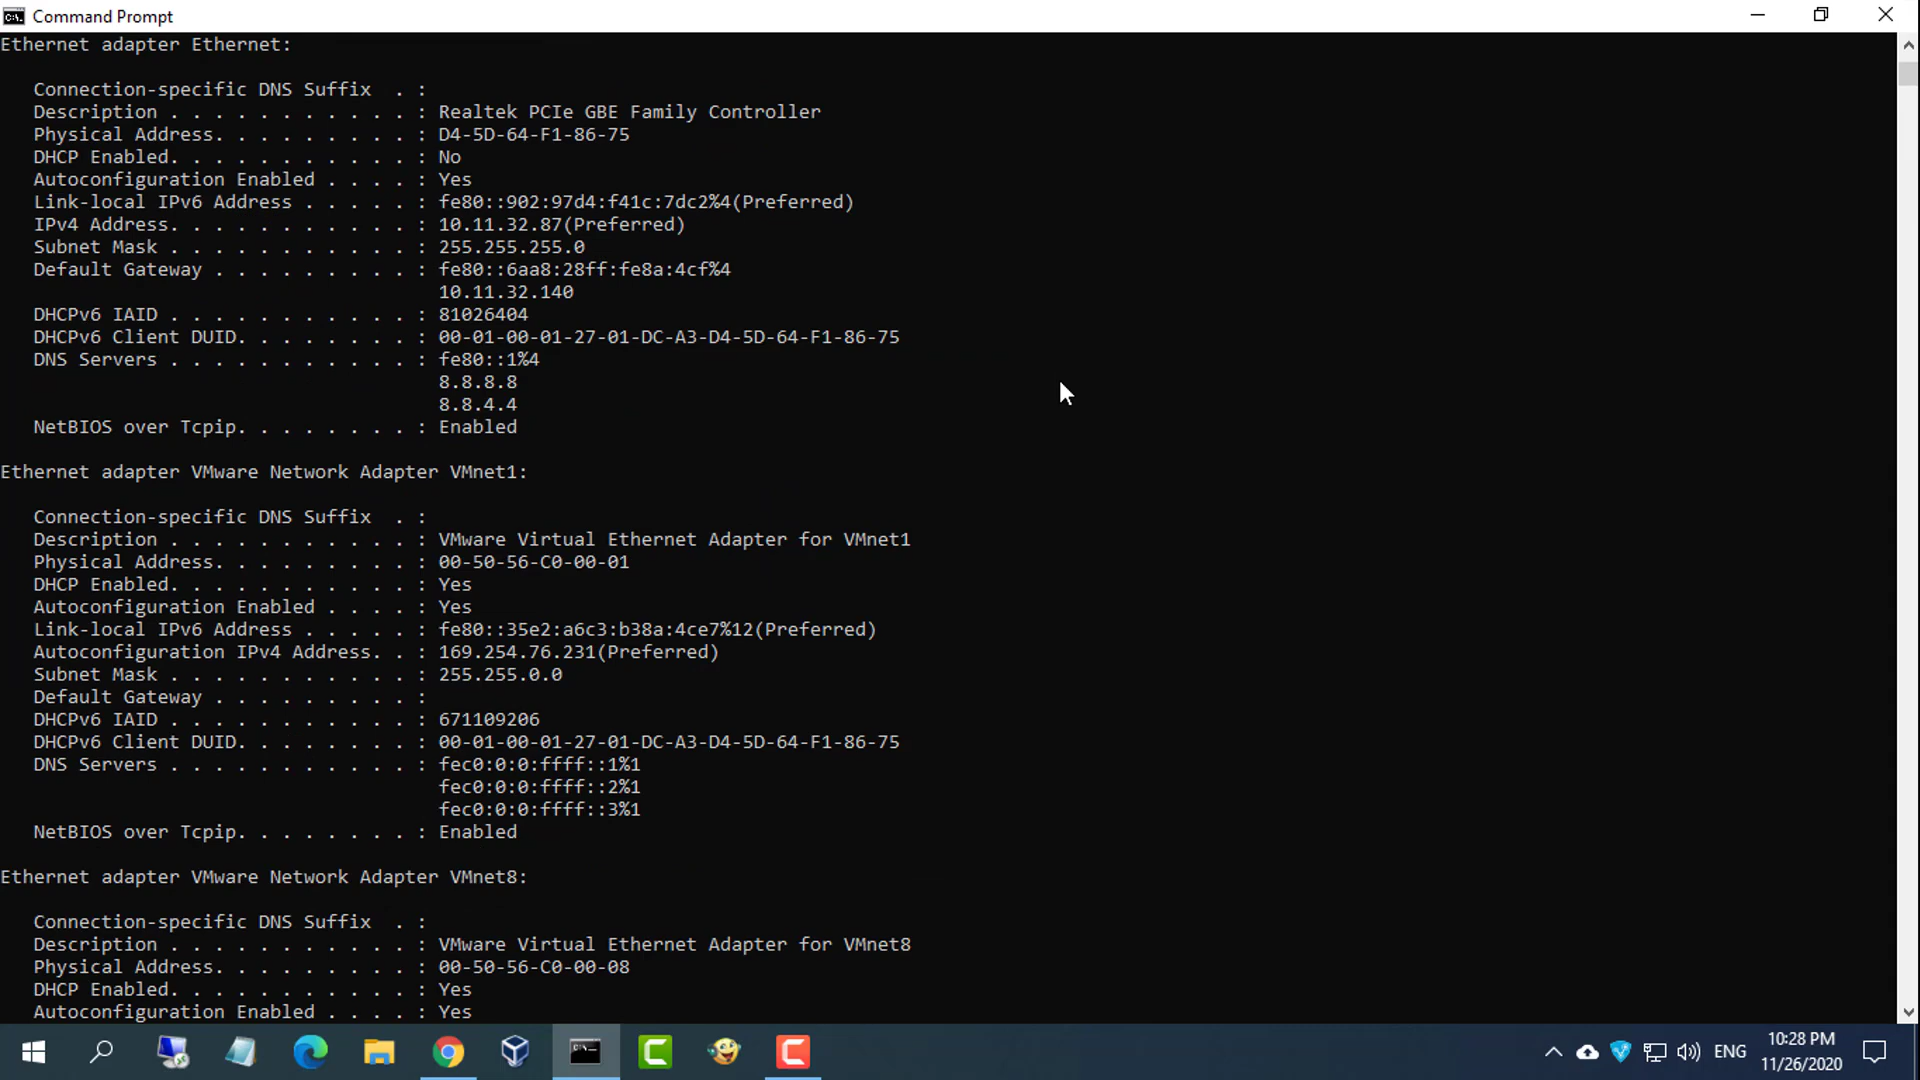 Command Prompt
Ethernet adapter Ethernet:
Connection-specific DNS Suffix  . :
Description . . . . . . . . . . . : Realtek PCIe GBE Family Controller
Physical Address. . . . . . . . . : D4-5D-64-F1-86-75
DHCP Enabled. . . . . . . . . . . : No
Autoconfiguration Enabled . . . . : Yes
Link-local IPv6 Address . . . . . : fe80::902:97d4:f41c:7dc2%4(Preferred)
IPv4 Address. . . . . . . . . . . : 10.11.32.87(Preferred)
Subnet Mask . . . . . . . . . . . : 255.255.255.0
Default Gateway . . . . . . . . . : fe80::6aa8:28ff:fe8a:4cf%4
10.11.32.140
DHCPv6 IAID . . . . . . . . . . . : 81026404
DHCPv6 Client DUID. . . . . . . . : 00-01-00-01-27-01-DC-A3-D4-5D-64-F1-86-75
DNS Servers . . . . . . . . . . . : fe80::1%4
8.8.8.8
8.8.4.4
NetBIOS over Tcpip. . . . . . . . : Enabled
Ethernet adapter VMware Network Adapter VMnet1:
Connection-specific DNS Suffix  . :
Description . . . . . . . . . . . : VMware Virtual Ethernet Adapter for VMnet1
Physical Address. . . . . . . . . : 00-50-56-C0-00-01
DHCP Enabled. . . . . . . . . . . : Yes
Autoconfiguration Enabled . . . . : Yes
Link-local IPv6 Address . . . . . : fe80::35e2:a6c3:b38a:4ce7%12(Preferred)
Autoconfiguration IPv4 Address. . : 169.254.76.231(Preferred)
Subnet Mask . . . . . . . . . . . : 255.255.0.0
Default Gateway . . . . . . . . . :
DHCPv6 IAID . . . . . . . . . . . : 671109206
DHCPv6 Client DUID. . . . . . . . : 00-01-00-01-27-01-DC-A3-D4-5D-64-F1-86-75
DNS Servers . . . . . . . . . . . : fec0:0:0:ffff::1%1
fec0:0:0:ffff::2%1
fec0:0:0:ffff::3%1
NetBIOS over Tcpip. . . . . . . . : Enabled
Ethernet adapter VMware Network Adapter VMnet8:
Connection-specific DNS Suffix  . :
Description . . . . . . . . . . . : VMware Virtual Ethernet Adapter for VMnet8
Physical Address. . . . . . . . . : 00-50-56-C0-00-08
DHCP Enabled. . . . . . . . . . . : Yes
Autoconfiguration Enabled . . . . : Yes
ENG
10:28 PM
11/26/2020